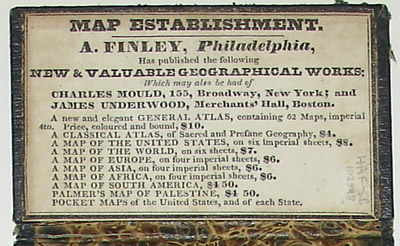 MAP ESTABLISHMENT.
A. FINLEY, Philadelphia,
Has published the following
NEW & VALUABLE GEOGRAPHICAL WORKS;
Which may also be had of
CHARLES MOULD, 155, Broadway, New York; and
JAMES UNDERWOOD, Merchants' Hall, Boston.
A new and elegant GENERAL ATLAS, containing 62 Maps, imperial
4to. Price, coloured and bound, $10.
A CLASSICAL ATLAS, of Sacred and Profane Geography, $4.
A MAP OF THE UNITED STATES, on six imperial sheets, $8.
A MAP OF THE WORLD, on six sheets, $7.
A MAP OF EUROPE, on four imperial sheets, $6.
A MAP OF ASIA, on four imperial sheets, $6.
A MAP OF AFRICA, on four imperial sheets, $6.
A MAP OF SOUTH AMERICA, $4 50.
PALMER'S MAP OF PALESTINE, $4 50.
POCKET MAPS of the United States, and of each State.